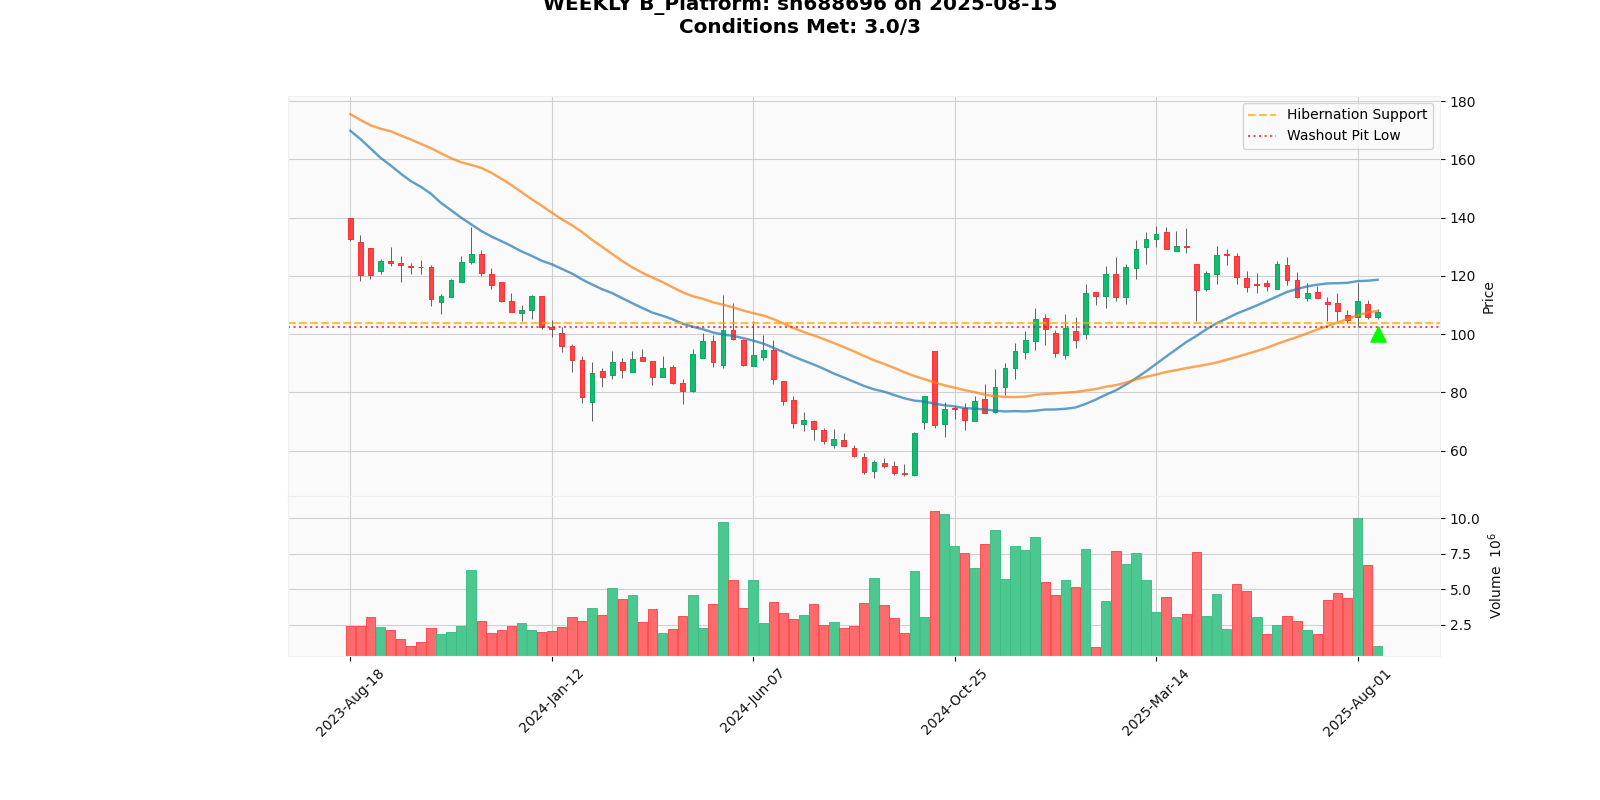 WEEKLY B_Platform: sh688696 on 2025-08-15
Conditions Met: 3.0/3
Hibernation Support
Washout Pit Low
180
160
140
120
100
80
60
Price
10.0
7.5
5.0
2.5
Volume 10^6
2023-Aug-18
2024-Jan-12
2024-Jun-07
2024-Oct-25
2025-Mar-14
2025-Aug-01